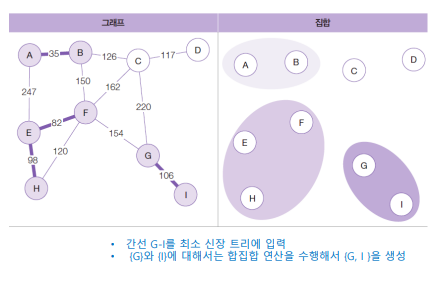 그래프 집합
A 35 B 126 C 117 D
247 150 162 220
E 82 F 154 G
98 120 106
H I
A B C D
E F G
H I
• 간선 G-I를 최소 신장 트리에 입력
• {G}와 {I}에 대해서는 합집합 연산을 수행해서 {G, I }을 생성